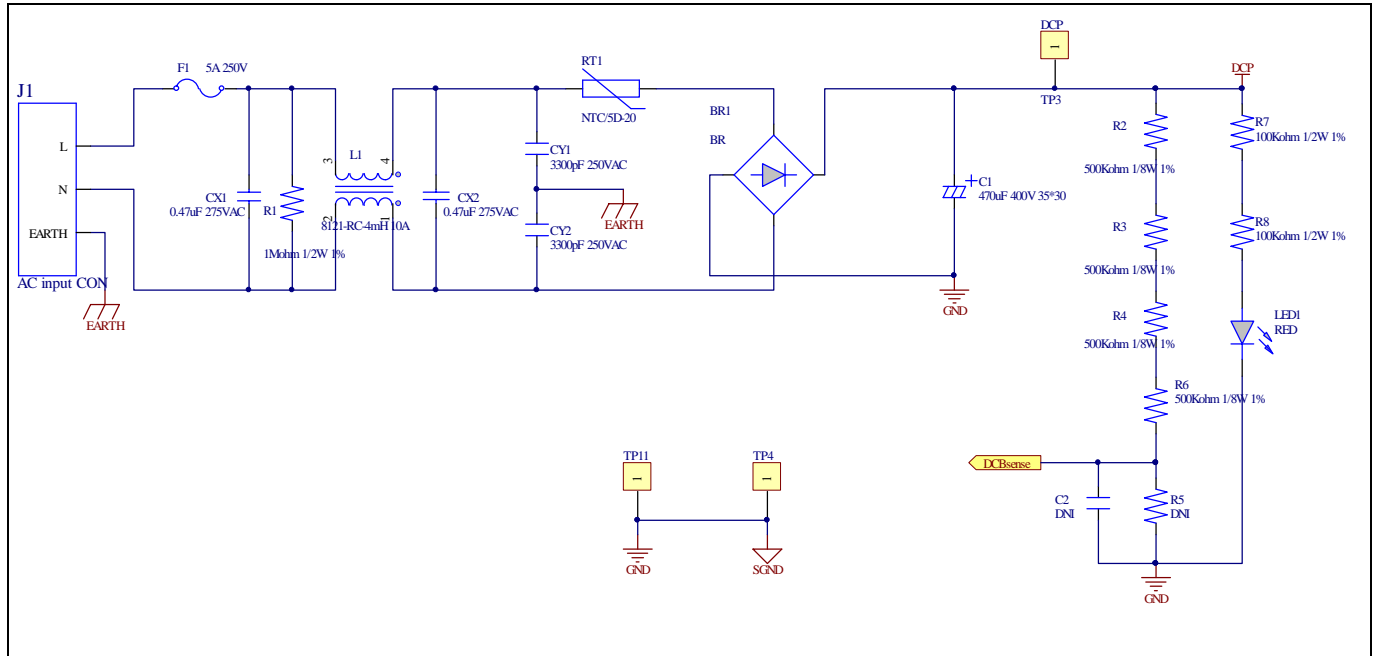 J1
L
N
EARTH
AC input CON
EARTH
F1
5A 250V
CX1
0.47uF 275VAC
R1
1Mohm 1/2W 1%
L1
3
4
2
1
8121-RC-4mH 10A
CX2
0.47uF 275VAC
CY1
3300pF 250VAC
CY2
3300pF 250VAC
EARTH
RT1
NTC/5D-20
BR1
BR
C1
470uF 400V 35*30
GND
DCP
1
TP3
DCP
R2
500Kohm 1/8W 1%
R3
500Kohm 1/8W 1%
R4
500Kohm 1/8W 1%
R6
500Kohm 1/8W 1%
R7
100Kohm 1/2W 1%
R8
100Kohm 1/2W 1%
LED1
RED
DCBsense
C2
DNI
R5
DNI
GND
TP11
1
GND
TP4
1
SGND